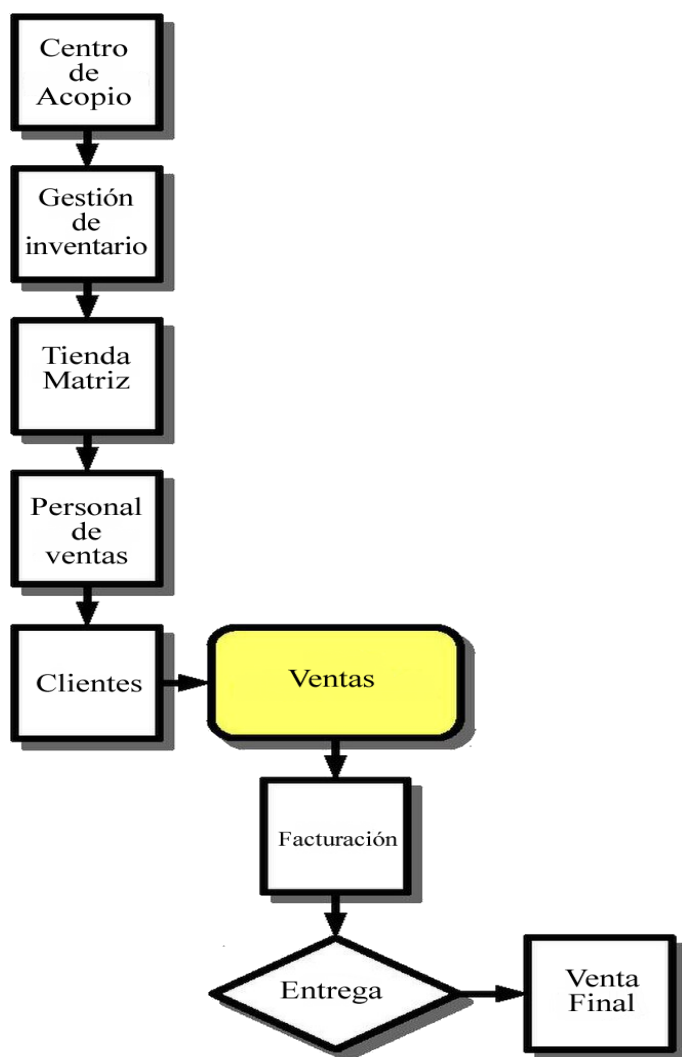 Centro
de
Acopio
Gestión
de
inventario
Tienda
Matriz
Personal
de
ventas
Clientes
Ventas
Facturación
Entrega
Venta
Final